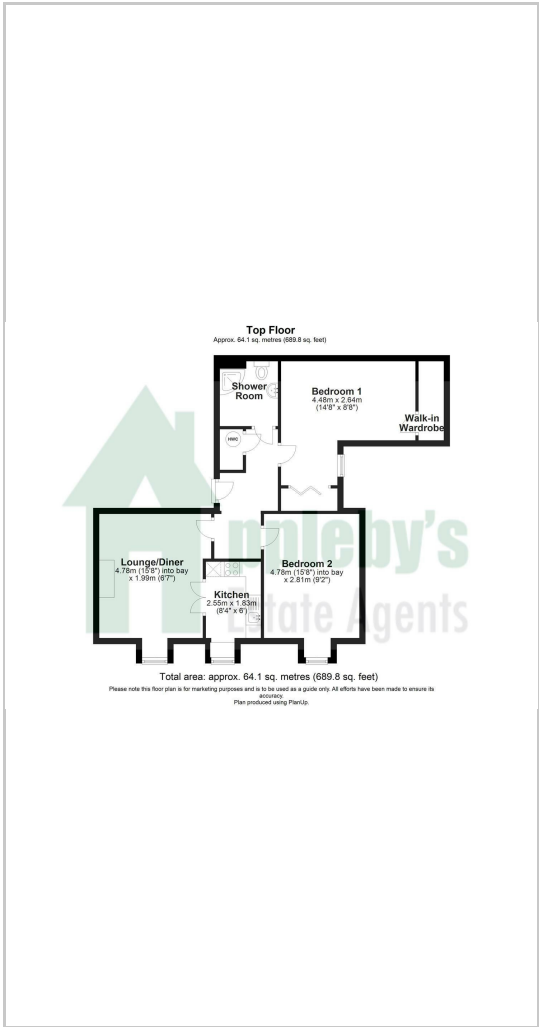 Top Floor
Approx. 64.1 sq. metres (689.8 sq. feet)
Shower
Room
Bedroom 1
4.48m x 2.64m
(14'8" x 8'8")
Walk-in
Wardrobe
HWC
Appleby's
Estate Agents
Lounge/Diner
4.78m (15'8") into bay
x 1.99m (6'7")
Kitchen
2.55m x 1.83m
(8'4" x 6')
Bedroom 2
4.78m (15'8") into bay
x 2.81m (9'2")
Total area: approx. 64.1 sq. metres (689.8 sq. feet)
Please note this floor plan is for marketing purposes and is to be used as a guide only. All efforts have been made to ensure its
accuracy.
Plan produced using PlanUp.